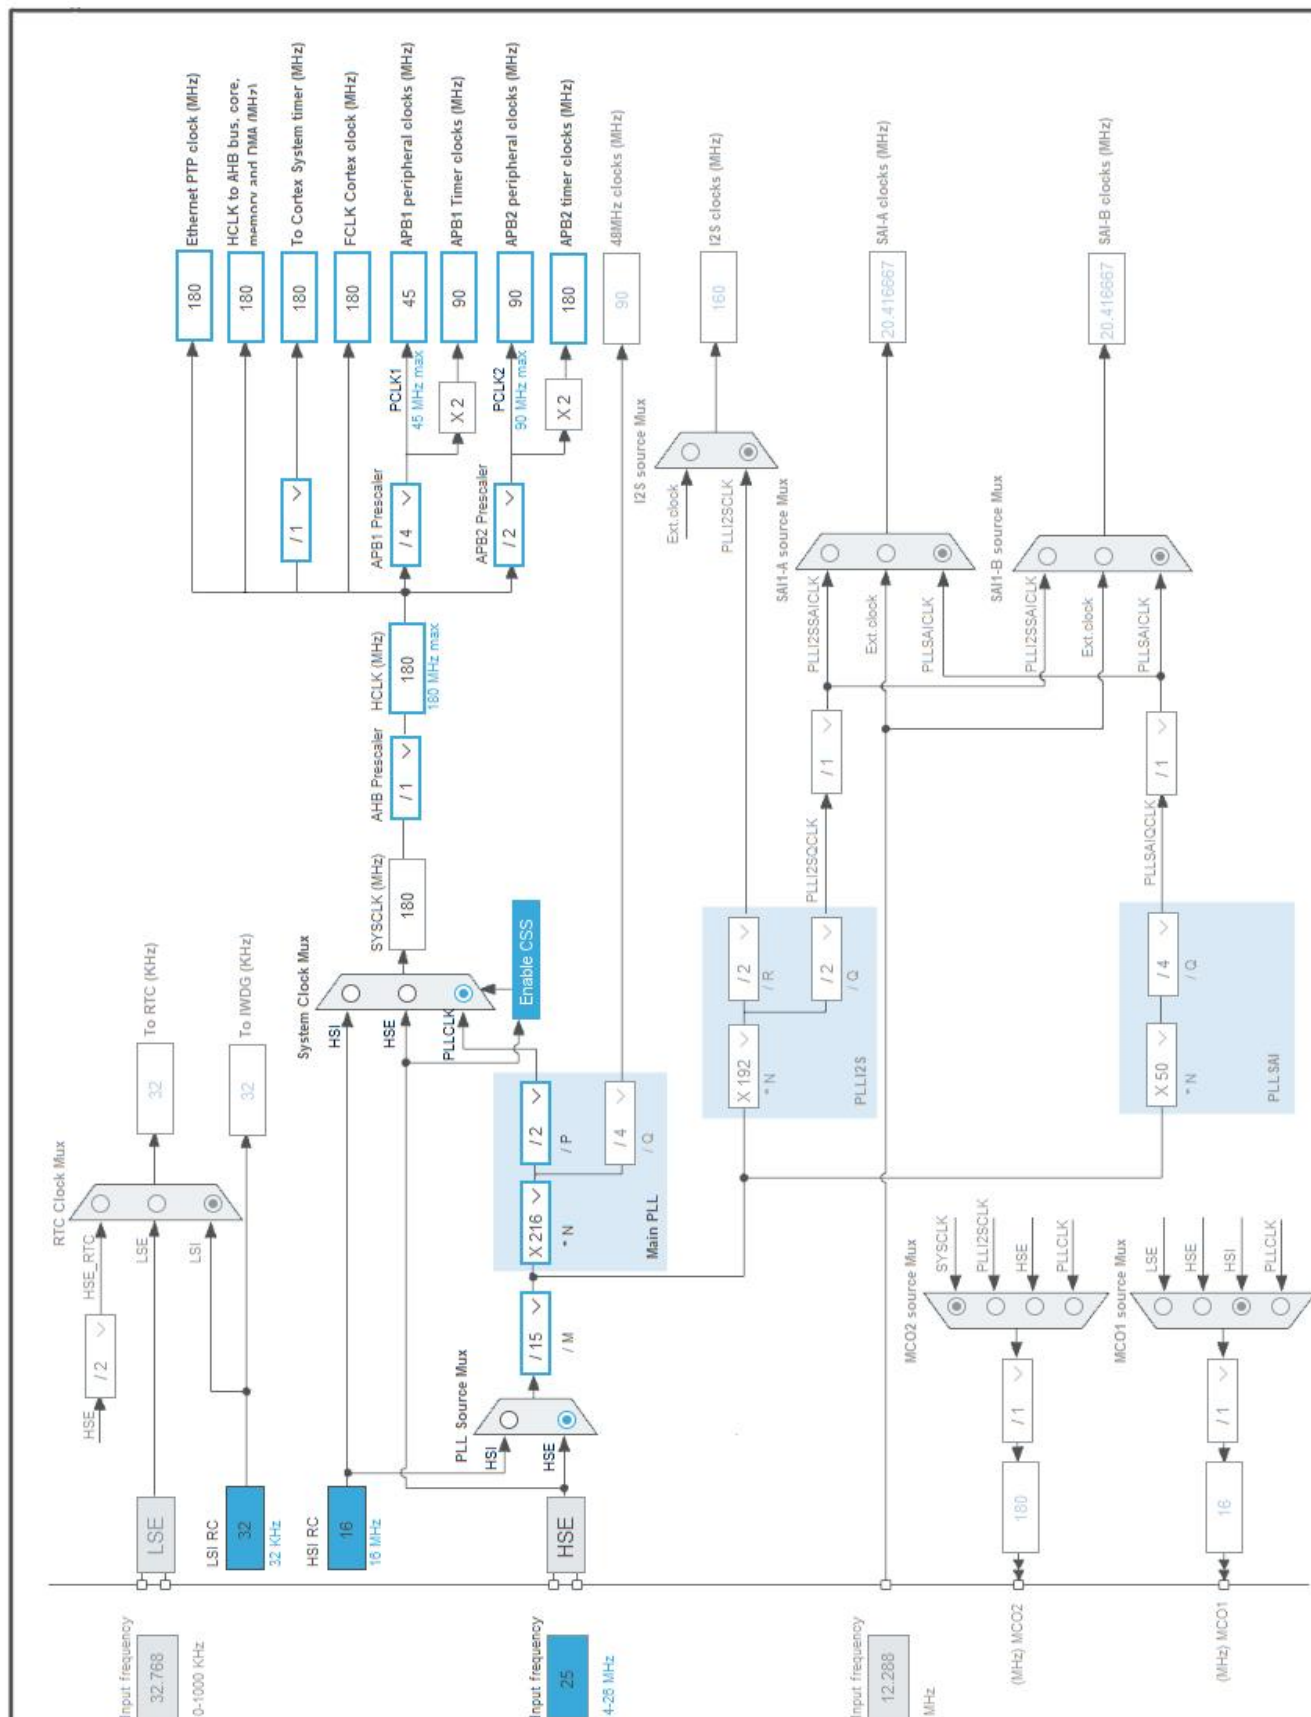 Input frequency
32.768
0-1000 KHz
LSE
HSE
/ 2
HSE_RTC
LSE
LSI
RTC Clock Mux
32
To RTC (KHz)
LSI RC
32
32 KHz
32
To IWDG (KHz)
HSI RC
16
16 MHz
Input frequency
25
4-26 MHz
HSE
PLL Source Mux
HSI
HSE
/ 15
/ M
X 216
* N
/ 2
/ P
/ 4
/ Q
Main PLL
System Clock Mux
HSI
HSE
PLLCLK
Enable CSS
SYSCLK (MHz)
180
AHB Prescaler
/ 1
HCLK (MHz)
180
180 MHz max
/ 1
APB1 Prescaler
/ 4
PCLK1
45 MHz max
X 2
APB2 Prescaler
/ 2
PCLK2
90 MHz max
X 2
180
Ethernet PTP clock (MHz)
180
HCLK to AHB bus, core,
memory and DMA (MHz)
180
To Cortex System timer (MHz)
180
FCLK Cortex clock (MHz)
45
APB1 peripheral clocks (MHz)
90
APB1 Timer clocks (MHz)
90
APB2 peripheral clocks (MHz)
180
APB2 timer clocks (MHz)
90
48MHz clocks (MHz)
X 192
* N
/ 2
/ R
/ 2
/ Q
PLLI2S
PLLI2SQCLK
/ 1
I2S source Mux
Ext.clock
PLLI2SCLK
160
I2S clocks (MHz)
SAI1-A source Mux
PLLI2SSAICLK
Ext.clock
PLLSAICLK
20.416667
SAI-A clocks (MHz)
SAI1-B source Mux
PLLI2SSAICLK
Ext.clock
PLLSAICLK
20.416667
SAI-B clocks (MHz)
X 50
* N
/ 4
/ Q
PLLSAI
PLLSAIQCLK
/ 1
Input frequency
12.288
MHz
(MHz) MCO2
180
/ 1
MCO2 source Mux
SYSCLK
PLLI2SCLK
HSE
PLLCLK
(MHz) MCO1
16
/ 1
MCO1 source Mux
LSE
HSE
HSI
PLLCLK